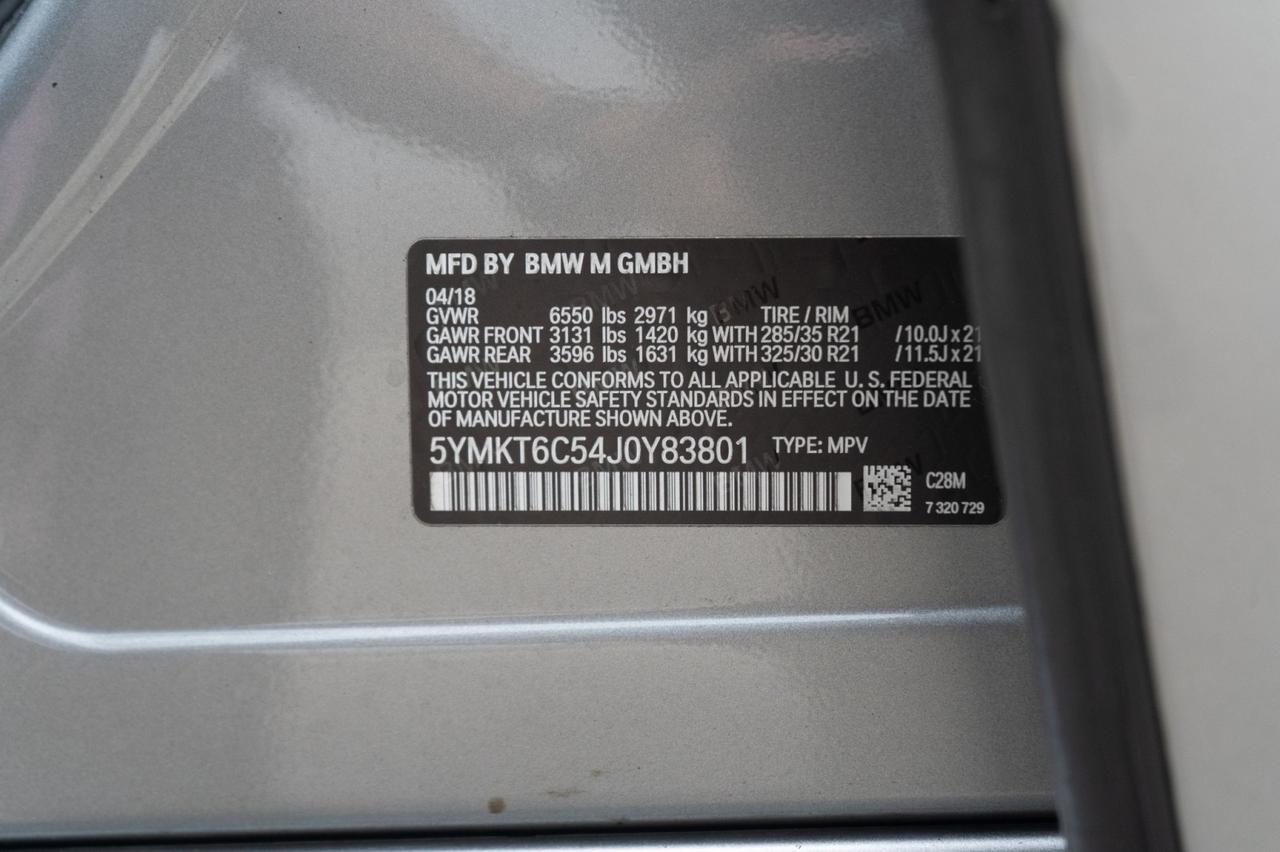 MFD BY BMW M GMBH
04/18
GVWR 6550 lbs 2971 kg TIRE / RIM
GAWR FRONT 3131 lbs 1420 kg WITH 285/35 R21 /10.0J x 21
GAWR REAR 3596 lbs 1631 kg WITH 325/30 R21 /11.5J x 21
THIS VEHICLE CONFORMS TO ALL APPLICABLE U. S. FEDERAL
MOTOR VEHICLE SAFETY STANDARDS IN EFFECT ON THE DATE
OF MANUFACTURE SHOWN ABOVE.
5YMKT6C54J0Y83801 TYPE: MPV
C28M
7 320 729